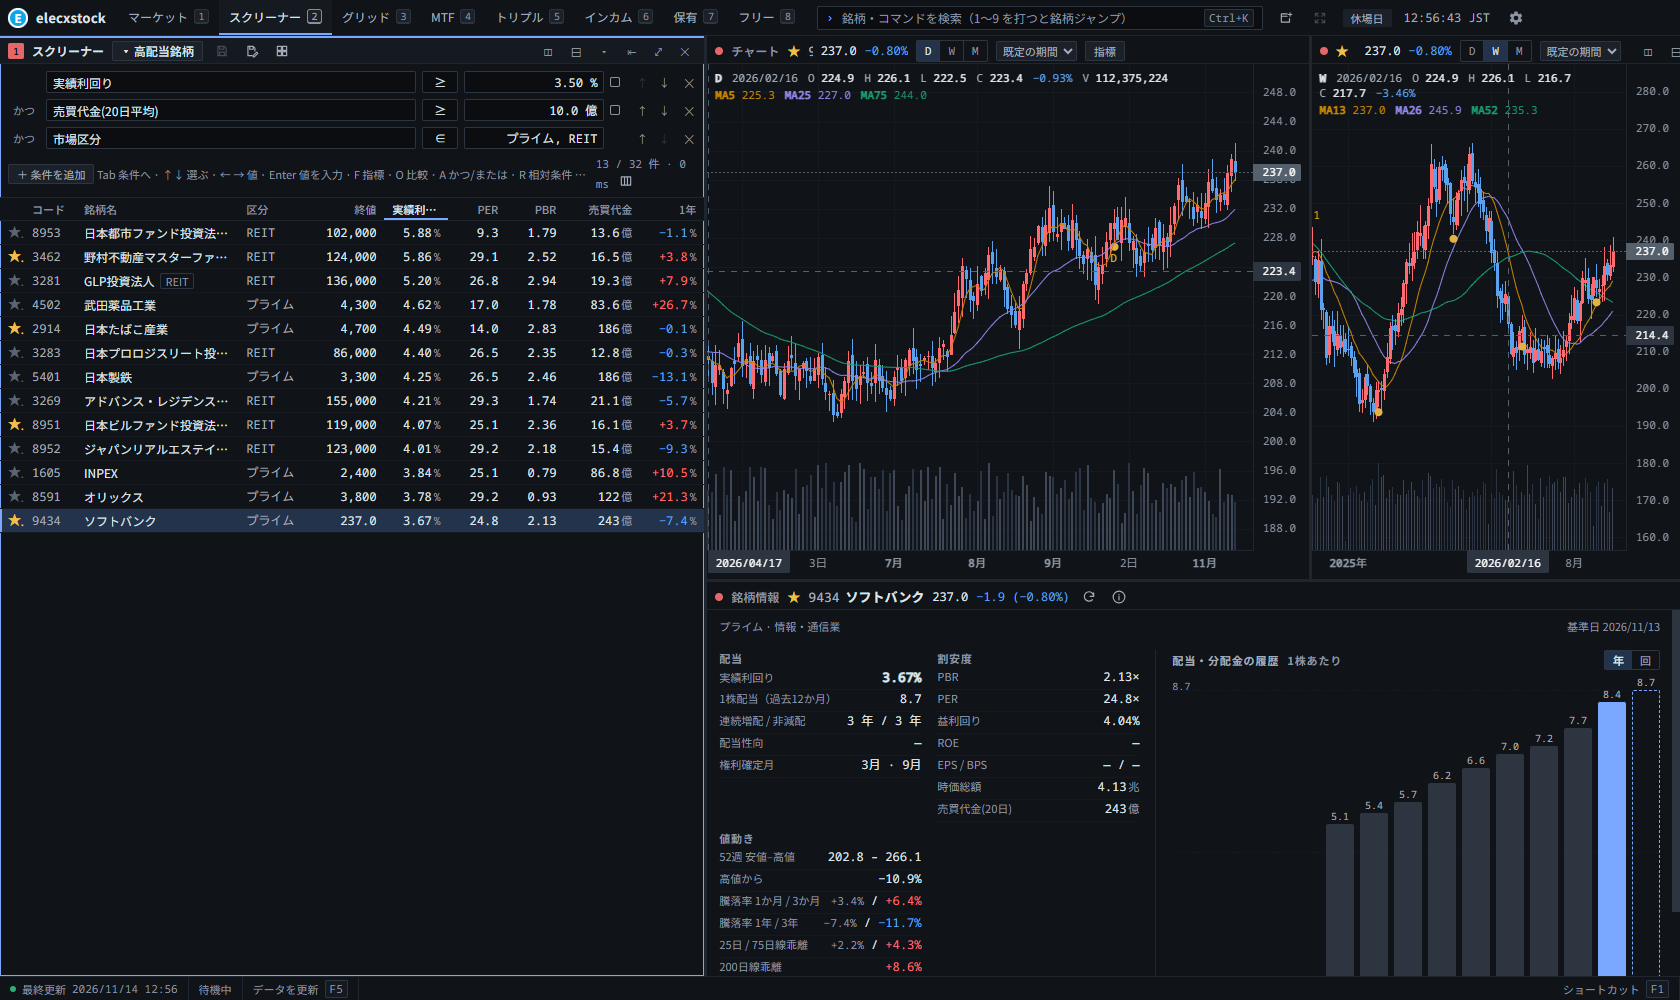 elecxstock マーケット 1 スクリーナー 2 グリッド 3 MTF 4 トリプル 5 インカム 6 保有 7 フリー 8 › 銘柄・コマンドを検索（1〜9 を打つと銘柄ジャンプ） Ctrl+K 休場日 12:56:43 JST
1 スクリーナー 高配当銘柄
実績利回り ≥ 3.50 %
かつ 売買代金(20日平均) ≥ 10.0 億
かつ 市場区分 ∈ プライム, REIT
＋ 条件を追加 Tab 条件へ · ↑↓ 選ぶ · ←→ 値 · Enter 値を入力 · F 指標 · O 比較 · A かつ/または · R 相対条件 … 13 / 32 件 · 0 ms
コード 銘柄名 区分 終値 実績利… PER PBR 売買代金 1年
8953 日本都市ファンド投資法… REIT 102,000 5.88% 9.3 1.79 13.6億 −1.1%
3462 野村不動産マスターファ… REIT 124,000 5.86% 29.1 2.52 16.5億 +3.8%
3281 GLP投資法人 REIT REIT 136,000 5.20% 26.8 2.94 19.3億 +7.9%
4502 武田薬品工業 プライム 4,300 4.62% 17.0 1.78 83.6億 +26.7%
2914 日本たばこ産業 プライム 4,700 4.49% 14.0 2.83 186億 −0.1%
3283 日本プロロジスリート投… REIT 86,000 4.40% 26.5 2.35 12.8億 −0.3%
5401 日本製鉄 プライム 3,300 4.25% 26.5 2.46 186億 −13.1%
3269 アドバンス・レジデンス… REIT 155,000 4.21% 29.3 1.74 21.1億 −5.7%
8951 日本ビルファンド投資法… REIT 119,000 4.07% 25.1 2.36 16.1億 +3.7%
8952 ジャパンリアルエステイ… REIT 123,000 4.01% 29.2 2.18 15.4億 −9.3%
1605 INPEX プライム 2,400 3.84% 25.1 0.79 86.8億 +10.5%
8591 オリックス プライム 3,800 3.78% 29.2 0.93 122億 +21.3%
9434 ソフトバンク プライム 237.0 3.67% 24.8 2.13 243億 −7.4%
チャート 237.0 −0.80% D W M 既定の期間 指標
D 2026/02/16 O 224.9 H 226.1 L 222.5 C 223.4 −0.93% V 112,375,224
MA5 225.3 MA25 227.0 MA75 244.0
248.0
244.0
240.0
237.0
232.0
228.0
D
223.4
220.0
216.0
212.0
208.0
204.0
200.0
196.0
192.0
188.0
2026/04/17 3日 7月 8月 9月 2日 11月
237.0 −0.80% D W M 既定の期間
W 2026/02/16 O 224.9 H 226.1 L 216.7
C 217.7 −3.46%
MA13 237.0 MA26 245.9 MA52 235.3
280.0
270.0
260.0
250.0
1
240.0
237.0
230.0
220.0
214.4
210.0
200.0
190.0
180.0
170.0
160.0
2025年 2026/02/16 8月
銘柄情報 9434 ソフトバンク 237.0 −1.9 (−0.80%)
プライム · 情報・通信業 基準日 2026/11/13
配当
実績利回り 3.67%
1株配当（過去12か月） 8.7
連続増配 / 非減配 3 年 / 3 年
配当性向 —
権利確定月 3月 · 9月
割安度
PBR 2.13×
PER 24.8×
益利回り 4.04%
ROE —
EPS / BPS — / —
時価総額 4.13兆
売買代金(20日) 243億
値動き
52週 安値–高値 202.8 – 266.1
高値から −10.9%
騰落率 1か月 / 3か月 +3.4% / +6.4%
騰落率 1年 / 3年 −7.4% / −11.7%
25日 / 75日線乖離 +2.2% / +4.3%
200日線乖離 +8.6%
配当・分配金の履歴 1株あたり 年 回
8.7
5.1 5.4 5.7 6.2 6.6 7.0 7.2 7.7 8.4 8.7
最終更新 2026/11/14 12:56 待機中 データを更新 F5 ショートカット F1